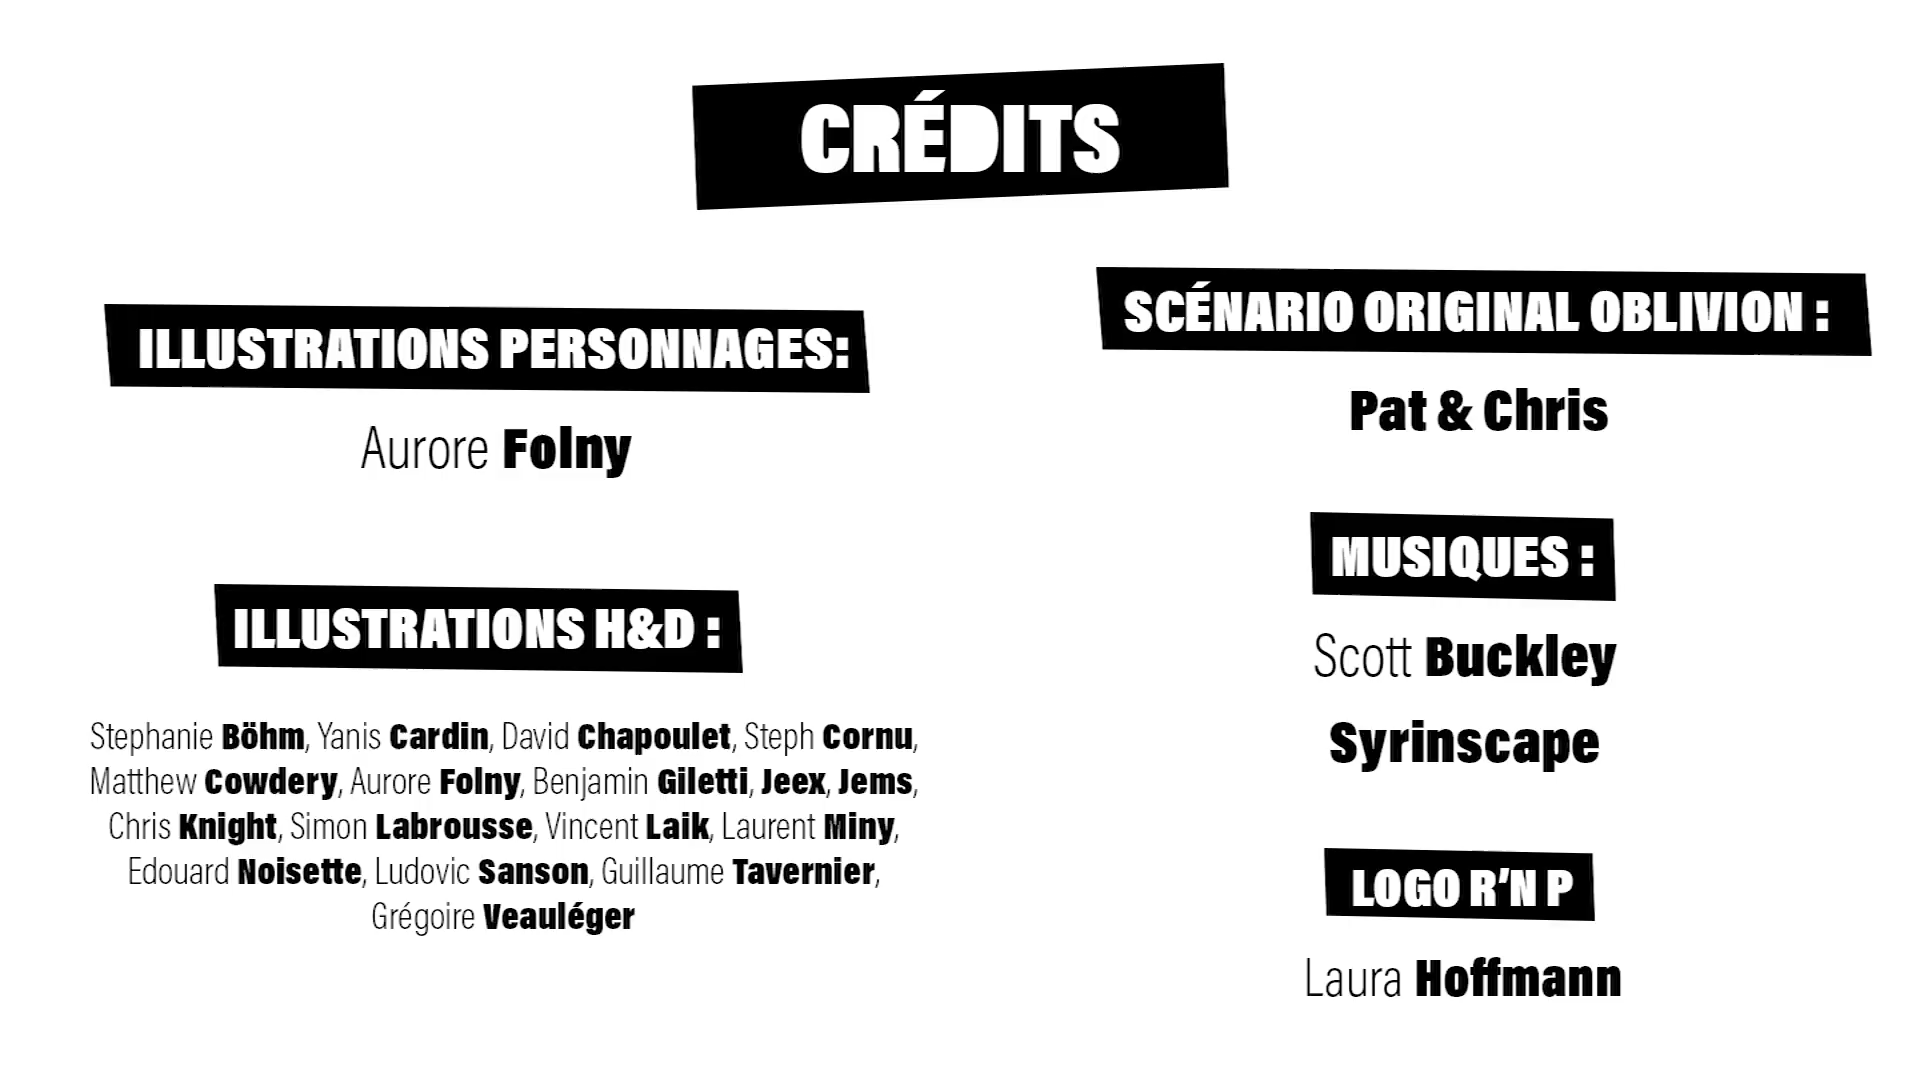 CRÉDITS
ILLUSTRATIONS PERSONNAGES:
Aurore Folny
ILLUSTRATIONS H&D :
Stephanie Böhm, Yanis Cardin, David Chapoulet, Steph Cornu,
Matthew Cowdery, Aurore Folny, Benjamin Giletti, Jeex, Jems,
Chris Knight, Simon Labrousse, Vincent Laik, Laurent Miny,
Edouard Noisette, Ludovic Sanson, Guillaume Tavernier,
Grégoire Veauléger
SCÉNARIO ORIGINAL OBLIVION :
Pat & Chris
MUSIQUES :
Scott Buckley
Syrinscape
LOGO R'N P
Laura Hoffmann